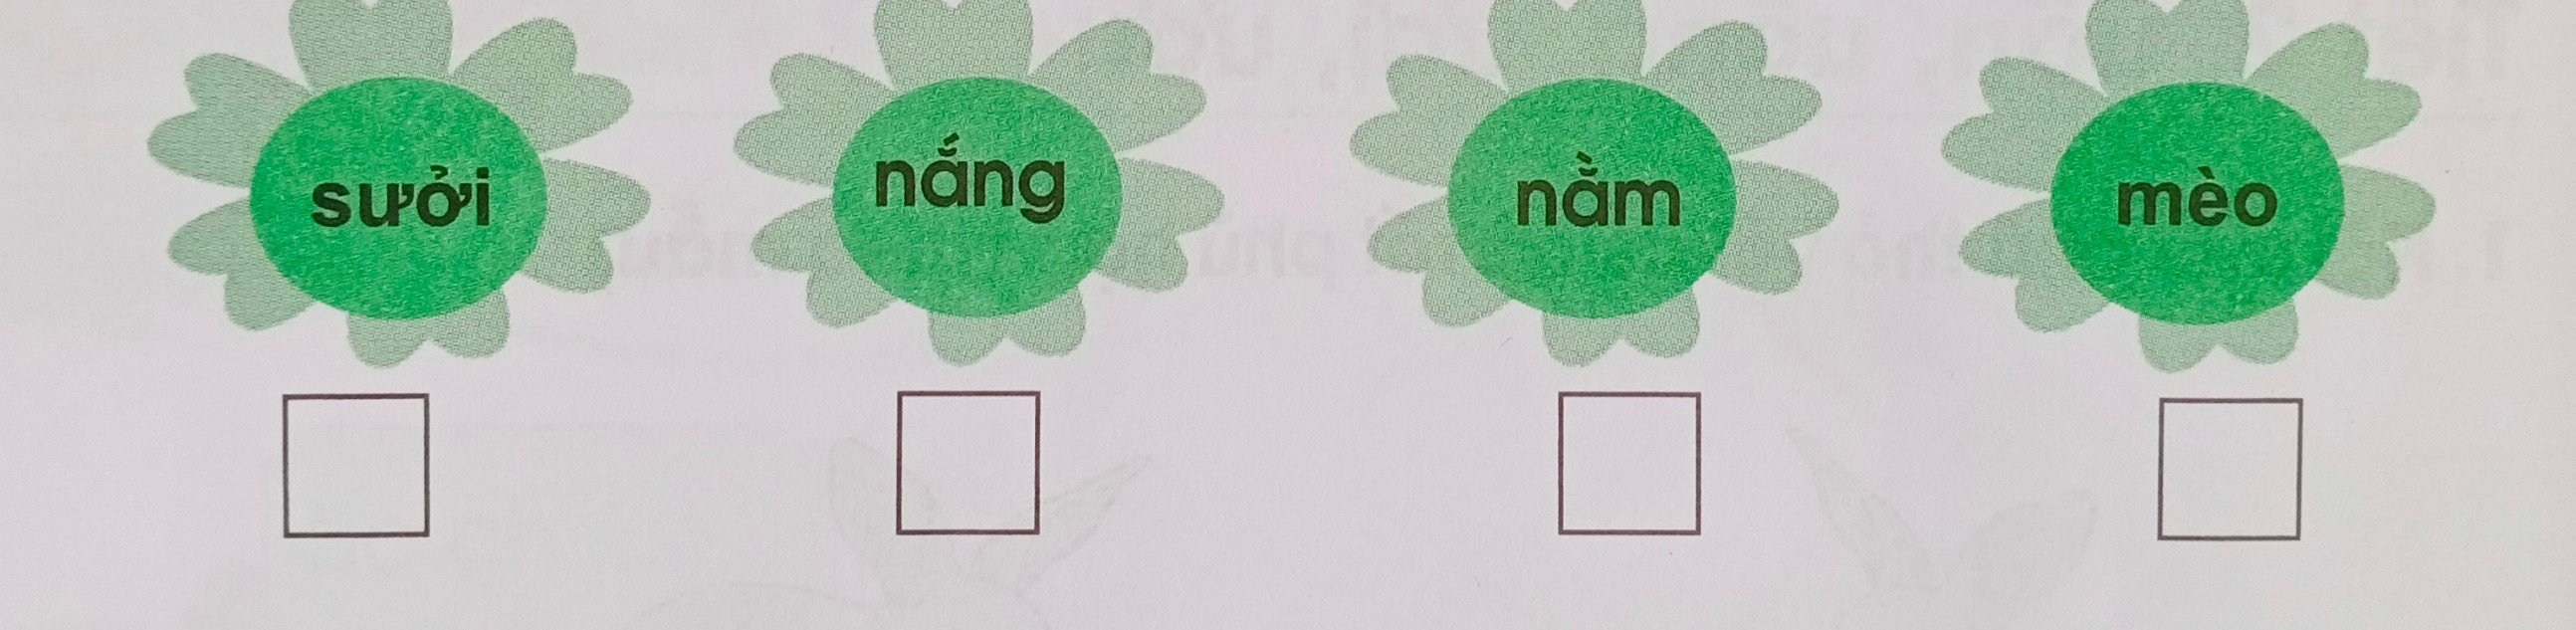 sưởi nắng nằm mèo